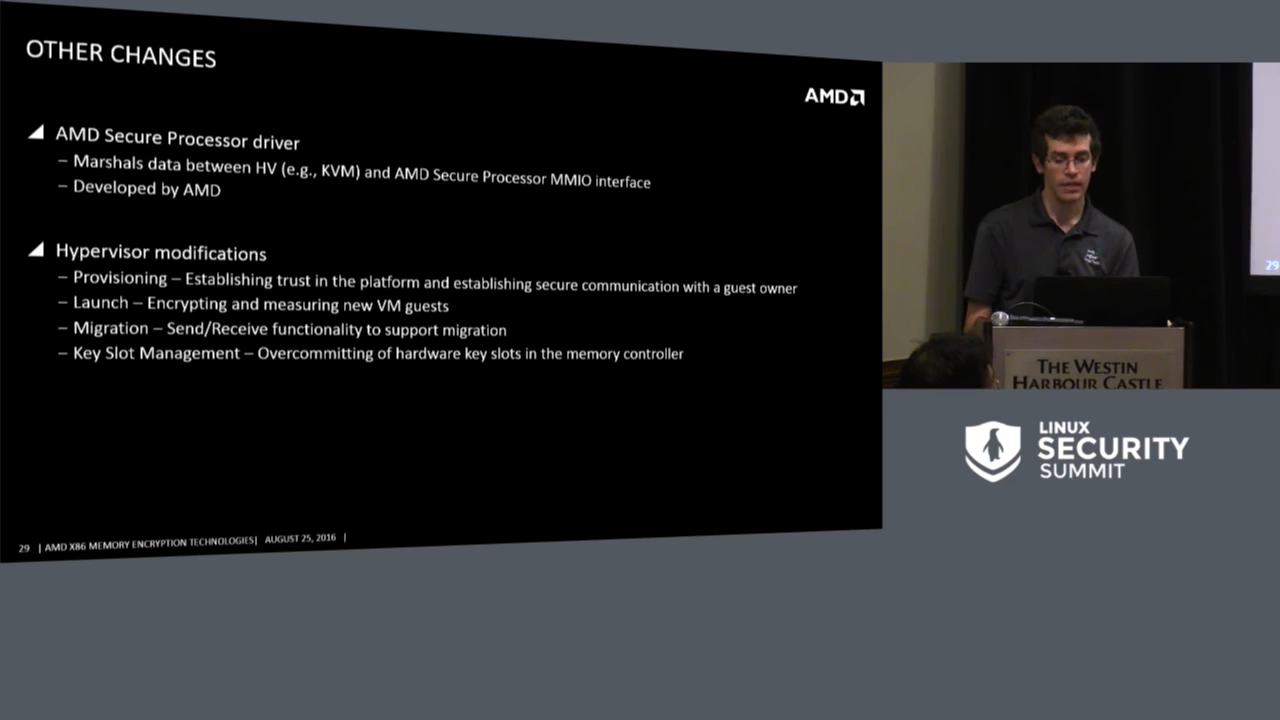 OTHER CHANGES
AMD
AMD Secure Processor driver
– Marshals data between HV (e.g., KVM) and AMD Secure Processor MMIO interface
– Developed by AMD
Hypervisor modifications
– Provisioning – Establishing trust in the platform and establishing secure communication with a guest owner
– Launch – Encrypting and measuring new VM guests
– Migration – Send/Receive functionality to support migration
– Key Slot Management – Overcommitting of hardware key slots in the memory controller
29 | AMD X86 MEMORY ENCRYPTION TECHNOLOGIES| AUGUST 25, 2016 |
29
THE WESTIN
HARBOUR CASTLE
LINUX
SECURITY
SUMMIT